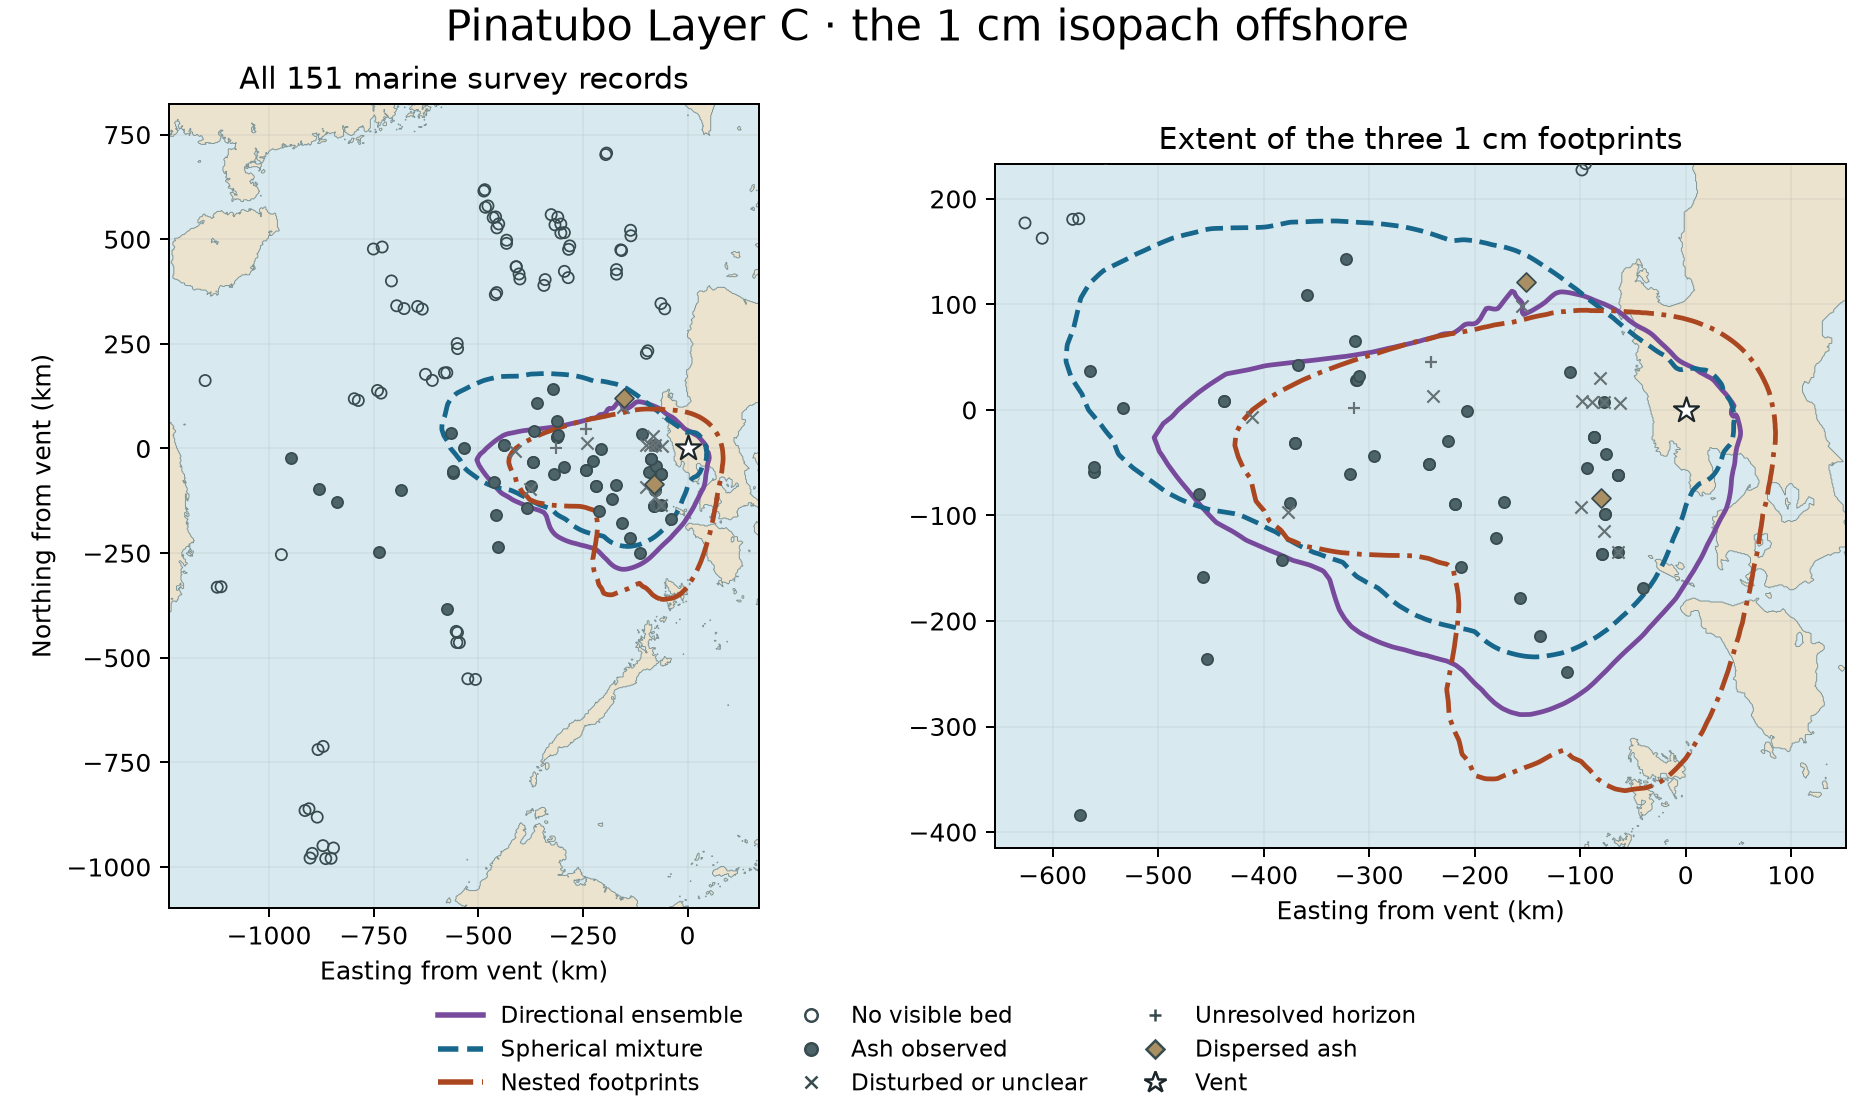 Pinatubo Layer C · the 1 cm isopach offshore
All 151 marine survey records
750
500
250
0
−250
−500
−750
−1000
Northing from vent (km)
−1000 −750 −500 −250 0
Easting from vent (km)
Extent of the three 1 cm footprints
200
100
0
−100
−200
−300
−400
−600 −500 −400 −300 −200 −100 0 100
Easting from vent (km)
Directional ensemble
Spherical mixture
Nested footprints
No visible bed
Ash observed
Disturbed or unclear
Unresolved horizon
Dispersed ash
Vent